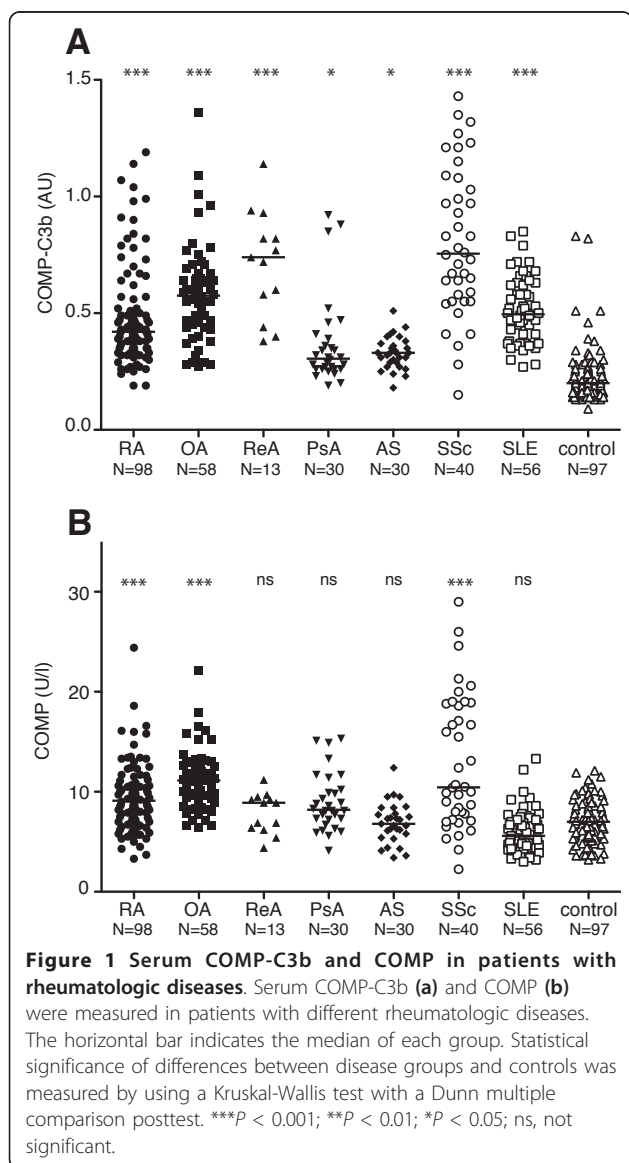 A
*** *** *** * * *** ***
1.5
1.0
0.5
0.0
COMP-C3b (AU)
RA OA ReA PsA AS SSc SLE control
N=98 N=58 N=13 N=30 N=30 N=40 N=56 N=97
B
*** *** ns ns ns *** ns
30
20
10
0
COMP (U/l)
RA OA ReA PsA AS SSc SLE control
N=98 N=58 N=13 N=30 N=30 N=40 N=56 N=97
Figure 1 Serum COMP-C3b and COMP in patients with
rheumatologic diseases. Serum COMP-C3b (a) and COMP (b)
were measured in patients with different rheumatologic diseases.
The horizontal bar indicates the median of each group. Statistical
significance of differences between disease groups and controls was
measured by using a Kruskal-Wallis test with a Dunn multiple
comparison posttest. ***P < 0.001; **P < 0.01; *P < 0.05; ns, not
significant.